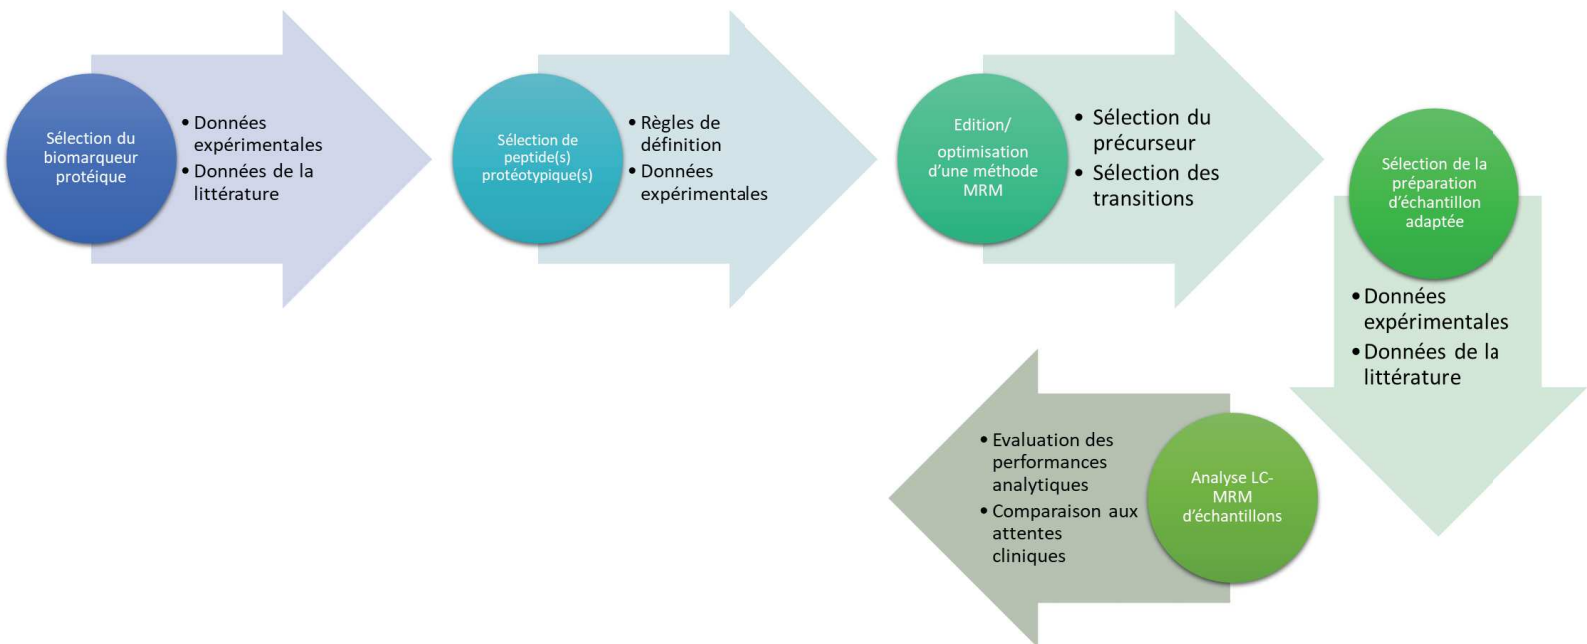 Sélection du
biomarqueur
protéique
• Données
expérimentales
• Données de la
littérature
Sélection de
peptide(s)
protéotypique(s)
• Règles de
définition
• Données
expérimentales
Edition/
optimisation
d’une méthode
MRM
• Sélection du
précurseur
• Sélection des
transitions
Sélection de la
préparation
d’échantillon
adaptée
• Données
expérimentales
• Données de la
littérature
Analyse LC-
MRM
d’échantillons
• Evaluation des
performances
analytiques
• Comparaison aux
attentes
cliniques